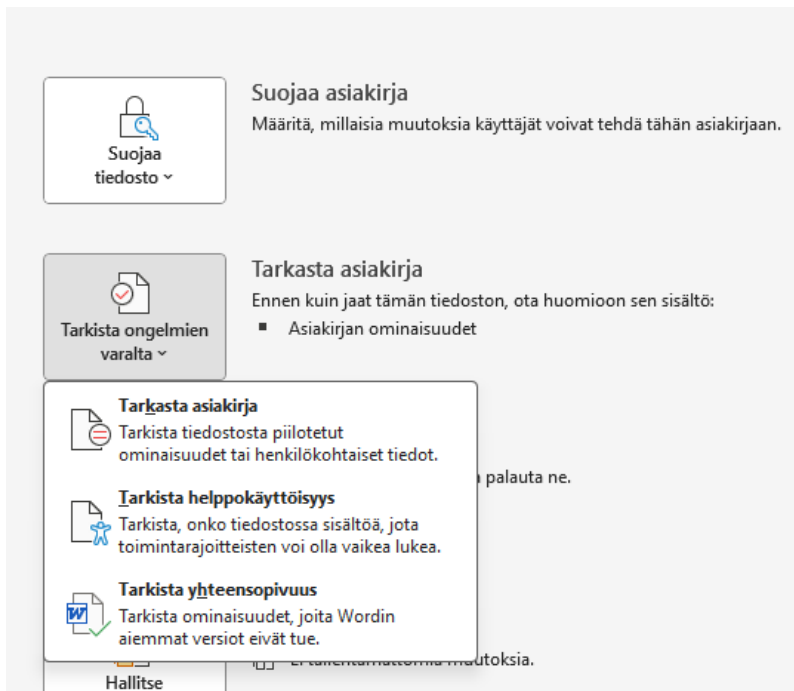 Suojaa asiakirja
Määritä, millaisia muutoksia käyttäjät voivat tehdä tähän asiakirjaan.
Suojaa
tiedosto
Tarkasta asiakirja
Ennen kuin jaat tämän tiedoston, ota huomioon sen sisältö:
Asiakirjan ominaisuudet
Tarkista ongelmien
varalta
Tarkasta asiakirja
Tarkista tiedostosta piilotetut
ominaisuudet tai henkilökohtaiset tiedot.
palauta ne.
Tarkista helppokäyttöisyys
Tarkista, onko tiedostossa sisältöä, jota
toimintarajoitteisten voi olla vaikea lukea.
Tarkista yhteensopivuus
Tarkista ominaisuudet, joita Wordin
aiemmat versiot eivät tue.
Ei tallentamattomia muutoksia.
Hallitse